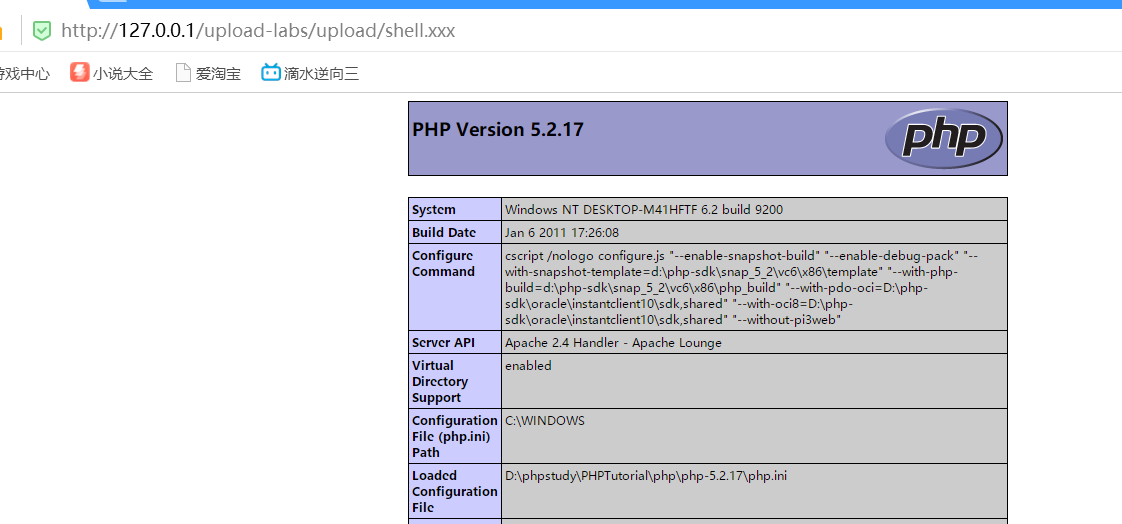 http://127.0.0.1/upload-labs/upload/shell.xxx
游戏中心 小说大全 爱淘宝 滴水逆向三
PHP Version 5.2.17
php
System Windows NT DESKTOP-M41HFTF 6.2 build 9200
Build Date Jan 6 2011 17:26:08
Configure Command cscript /nologo configure.js "--enable-snapshot-build" "--enable-debug-pack" "--
with-snapshot-template=d:\php-sdk\snap_5_2\vc6\x86\template" "--with-php-
build=d:\php-sdk\snap_5_2\vc6\x86\php_build" "--with-pdo-oci=D:\php-
sdk\oracle\instantclient10\sdk,shared" "--with-oci8=D:\php-
sdk\oracle\instantclient10\sdk,shared" "--without-pi3web"
Server API Apache 2.4 Handler - Apache Lounge
Virtual Directory Support enabled
Configuration File (php.ini) Path C:\WINDOWS
Loaded Configuration File D:\phpstudy\PHPTutorial\php\php-5.2.17\php.ini